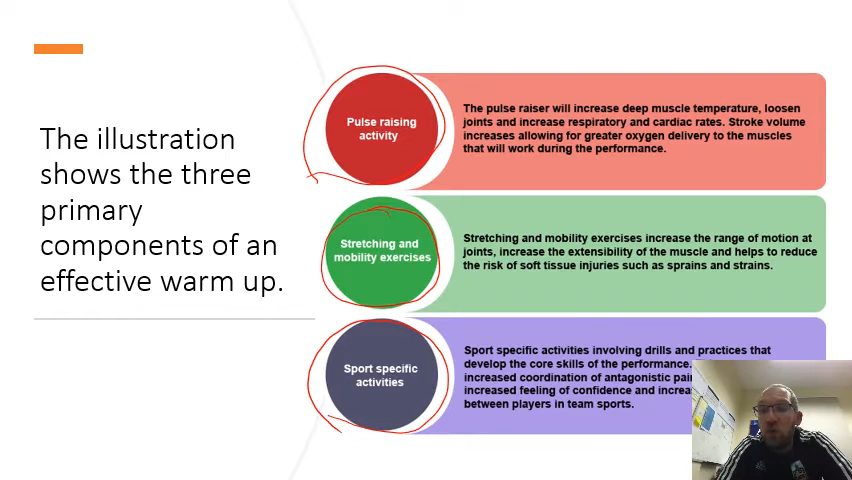 The illustration
shows the three
primary
components of an
effective warm up.
Pulse raising
activity
The pulse raiser will increase deep muscle temperature, loosen
joints and increase respiratory and cardiac rates. Stroke volume
increases allowing for greater oxygen delivery to the muscles
that will work during the performance.
Stretching and
mobility exercises
Stretching and mobility exercises increase the range of motion at
joints, increase the extensibility of the muscle and helps to reduce
the risk of soft tissue injuries such as sprains and strains.
Sport specific
activities
Sport specific activities involving drills and practices that
develop the core skills of the performance.
increased coordination of antagonistic
increased feeling of confidence and
between players in team sports.